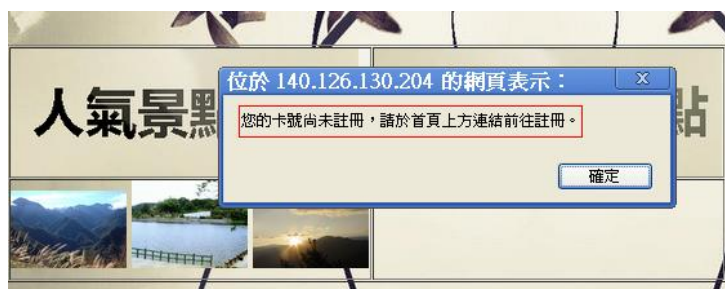 位於 140.126.130.204 的網頁表示：
X
人氣景點
點
您的卡號尚未註冊，請於首頁上方連結前往註冊。
確定